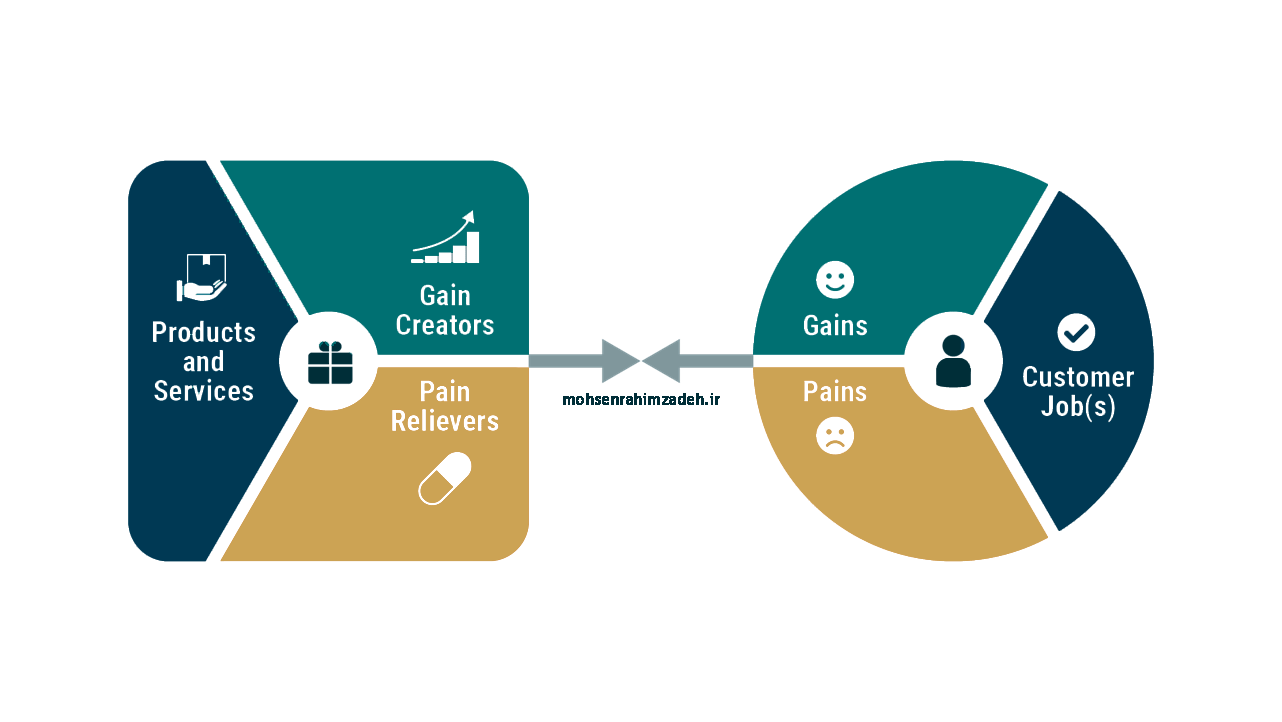 Products
and
Services
Gain
Creators
Pain
Relievers
mohsenrahimzadeh.ir
Gains
Pains
Customer
Job(s)